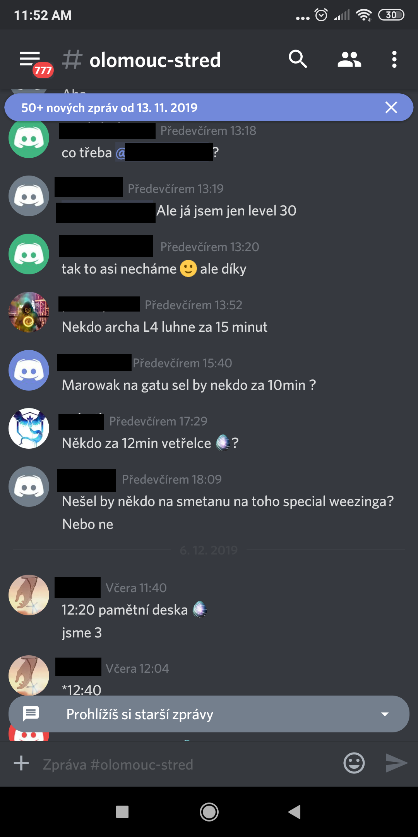 11:52 AM
30
777
# olomouc-stred
50+ nových zpráv od 13. 11. 2019
Předevčírem 13:18
co třeba @ ?
Předevčírem 13:19
Ale já jsem jen level 30
Předevčírem 13:20
tak to asi necháme 🙂 ale díky
Předevčírem 13:52
Nekdo archa L4 luhne za 15 minut
Předevčírem 15:40
Marowak na gatu sel by nekdo za 10min ?
Předevčírem 17:29
Někdo za 12min vetřelce ?
Předevčírem 18:09
Nešel by někdo na smetanu na toho special weezinga?
Nebo ne
6. 12. 2019
Včera 11:40
12:20 pamětní deska
jsme 3
Včera 12:04
*12:40
Prohlížíš si starší zprávy
Zpráva #olomouc-stred